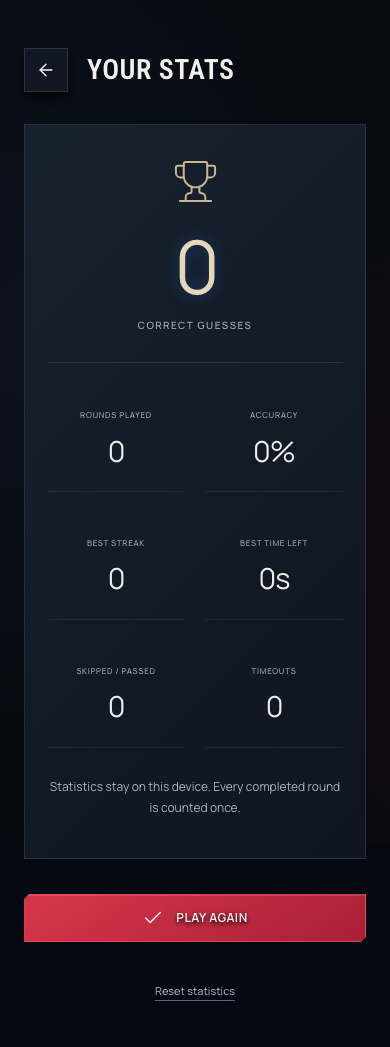 YOUR STATS
0
CORRECT GUESSES
ROUNDS PLAYED
0
ACCURACY
0%
BEST STREAK
0
BEST TIME LEFT
0s
SKIPPED / PASSED
0
TIMEOUTS
0
Statistics stay on this device. Every completed round
is counted once.
PLAY AGAIN
Reset statistics